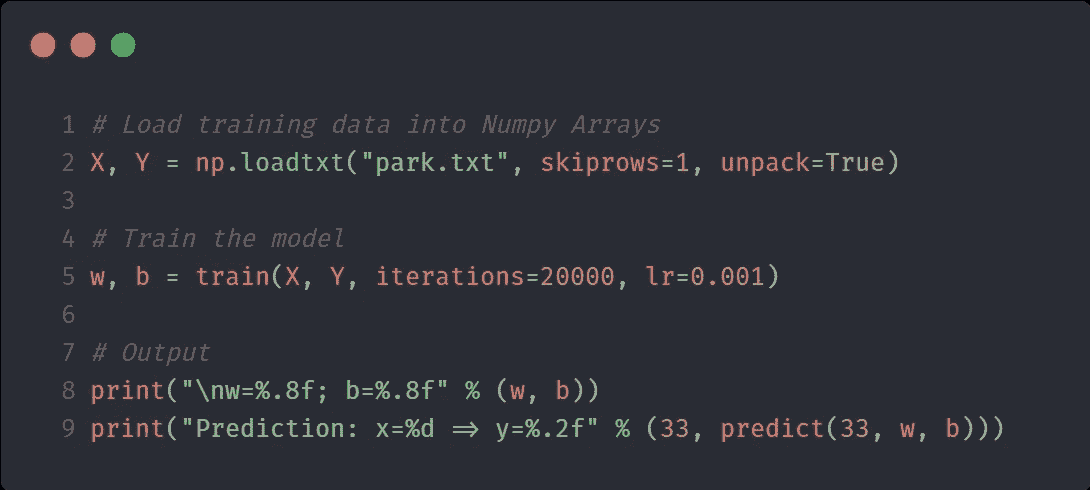 1 # Load training data into Numpy Arrays
2 X, Y = np.loadtxt("park.txt", skiprows=1, unpack=True)
3
4 # Train the model
5 w, b = train(X, Y, iterations=20000, lr=0.001)
6
7 # Output
8 print("\nw=%.8f; b=%.8f" % (w, b))
9 print("Prediction: x=%d => y=%.2f" % (33, predict(33, w, b)))